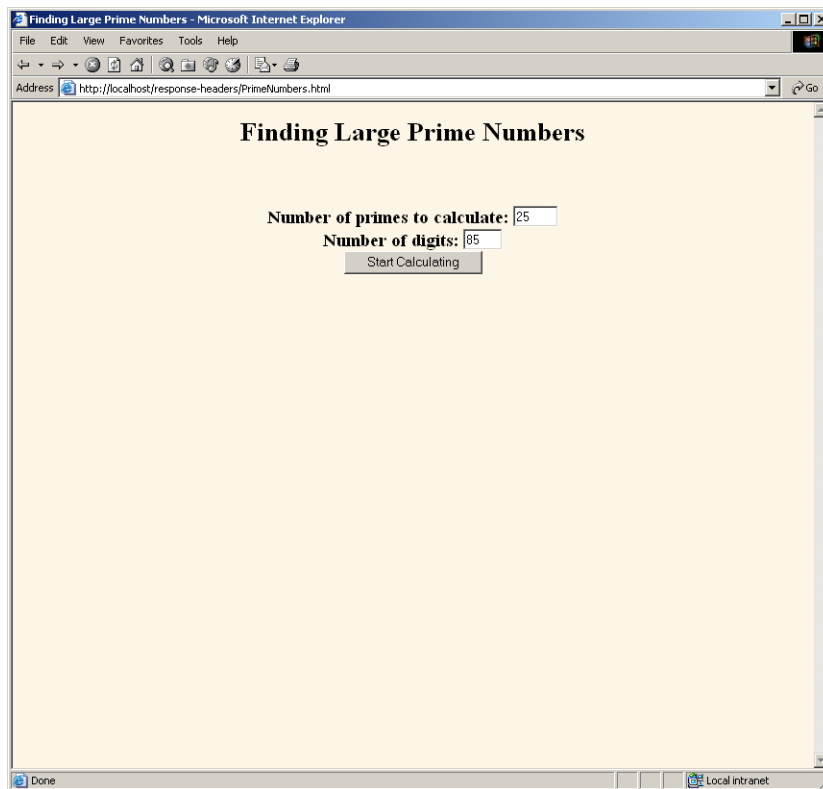 Finding Large Prime Numbers - Microsoft Internet Explorer
File Edit View Favorites Tools Help
Address http://localhost/response-headers/PrimeNumbers.html Go
Finding Large Prime Numbers
Number of primes to calculate: 25
Number of digits: 85
Start Calculating
Done Local intranet